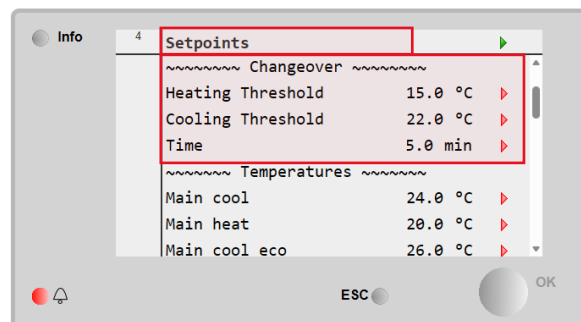 Info
4
Setpoints
~~~~~~~~ Changeover ~~~~~~~~
Heating Threshold 15.0 °C
Cooling Threshold 22.0 °C
Time 5.0 min
~~~~~~~ Temperatures ~~~~~~~
Main cool 24.0 °C
Main heat 20.0 °C
Main cool eco 26.0 °C
ESC
OK